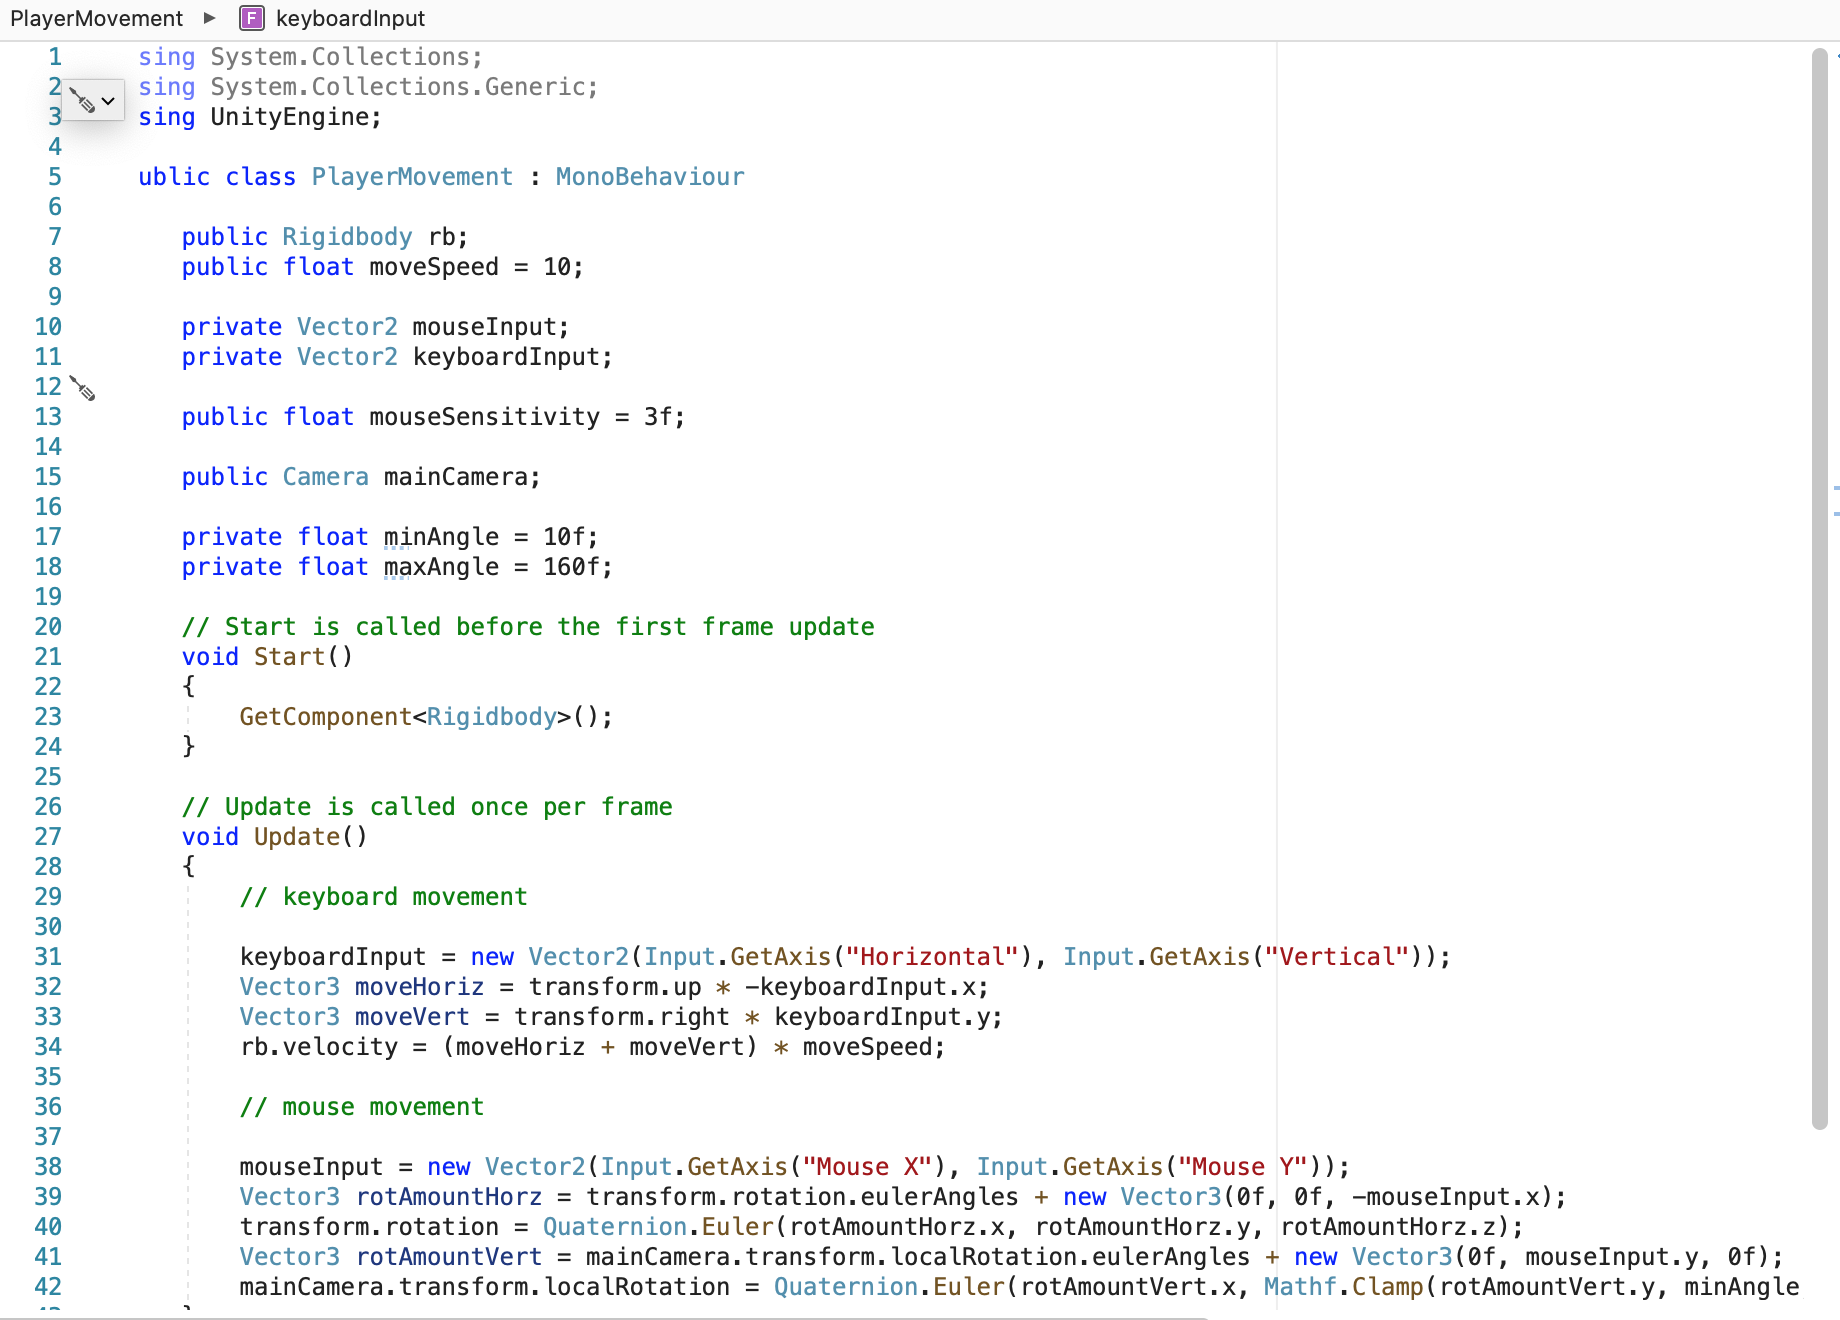 PlayerMovement ▶ F keyboardInput
1 sing System.Collections;
2 sing System.Collections.Generic;
3 sing UnityEngine;
4
5 ublic class PlayerMovement : MonoBehaviour
6
7 public Rigidbody rb;
8 public float moveSpeed = 10;
9
10 private Vector2 mouseInput;
11 private Vector2 keyboardInput;
12
13 public float mouseSensitivity = 3f;
14
15 public Camera mainCamera;
16
17 private float minAngle = 10f;
18 private float maxAngle = 160f;
19
20 // Start is called before the first frame update
21 void Start()
22 {
23 GetComponent<Rigidbody>();
24 }
25
26 // Update is called once per frame
27 void Update()
28 {
29 // keyboard movement
30
31 keyboardInput = new Vector2(Input.GetAxis("Horizontal"), Input.GetAxis("Vertical"));
32 Vector3 moveHoriz = transform.up * -keyboardInput.x;
33 Vector3 moveVert = transform.right * keyboardInput.y;
34 rb.velocity = (moveHoriz + moveVert) * moveSpeed;
35
36 // mouse movement
37
38 mouseInput = new Vector2(Input.GetAxis("Mouse X"), Input.GetAxis("Mouse Y"));
39 Vector3 rotAmountHorz = transform.rotation.eulerAngles + new Vector3(0f, 0f, -mouseInput.x);
40 transform.rotation = Quaternion.Euler(rotAmountHorz.x, rotAmountHorz.y, rotAmountHorz.z);
41 Vector3 rotAmountVert = mainCamera.transform.localRotation.eulerAngles + new Vector3(0f, mouseInput.y, 0f);
42 mainCamera.transform.localRotation = Quaternion.Euler(rotAmountVert.x, Mathf.Clamp(rotAmountVert.y, minAngle